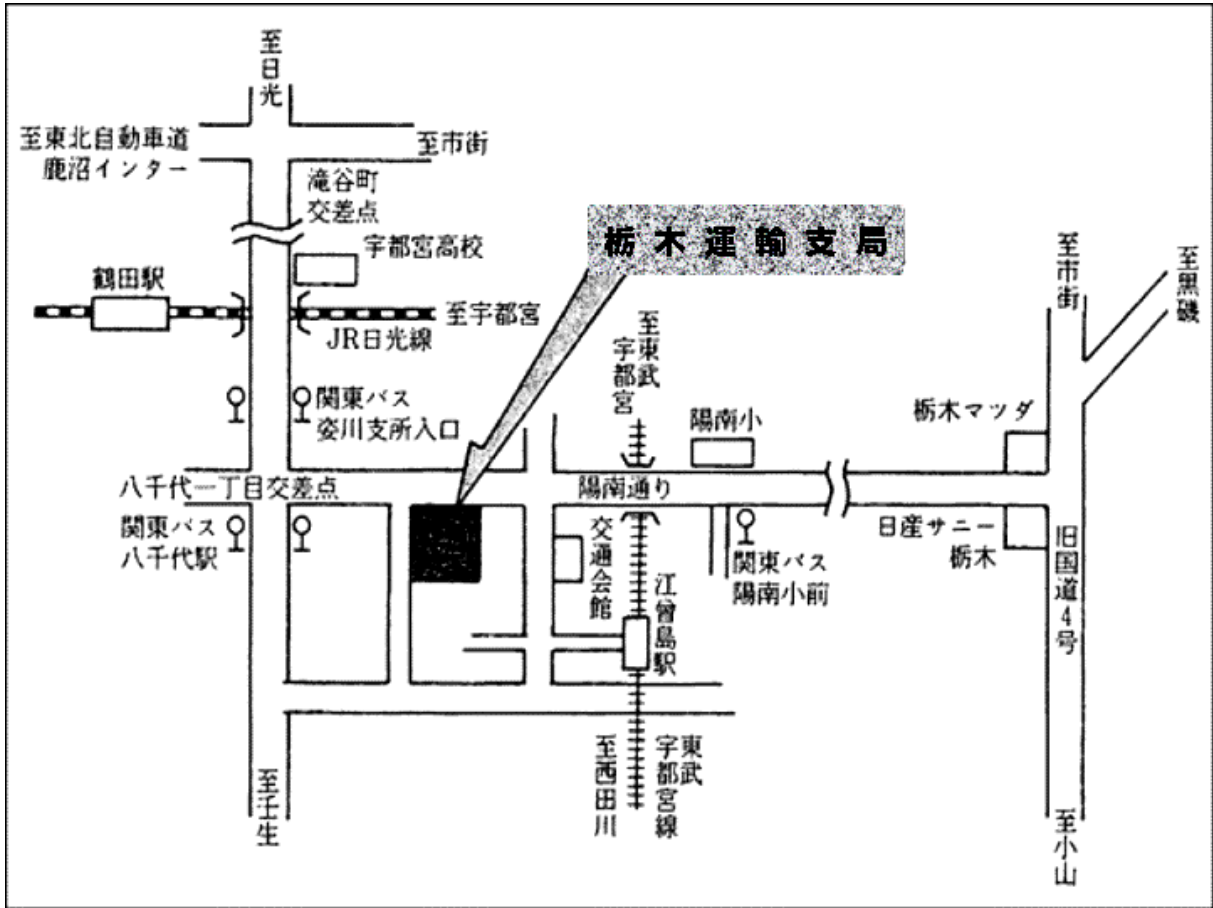 至日光
至東北自動車道
鹿沼インター
至市街
滝谷町
交差点
宇都宮高校
栃木運輸支局
至市街
至黒磯
鶴田駅
至宇都宮
JR日光線
至東武
宇都宮
関東バス
姿川支所入口
陽南小
栃木マツダ
八千代一丁目交差点
陽南通り
関東バス
八千代駅
交通会館
関東バス
陽南小前
日産サニー
栃木
旧国道4号
江曾島駅
至壬生
至西田川
東武
宇都宮線
至小山